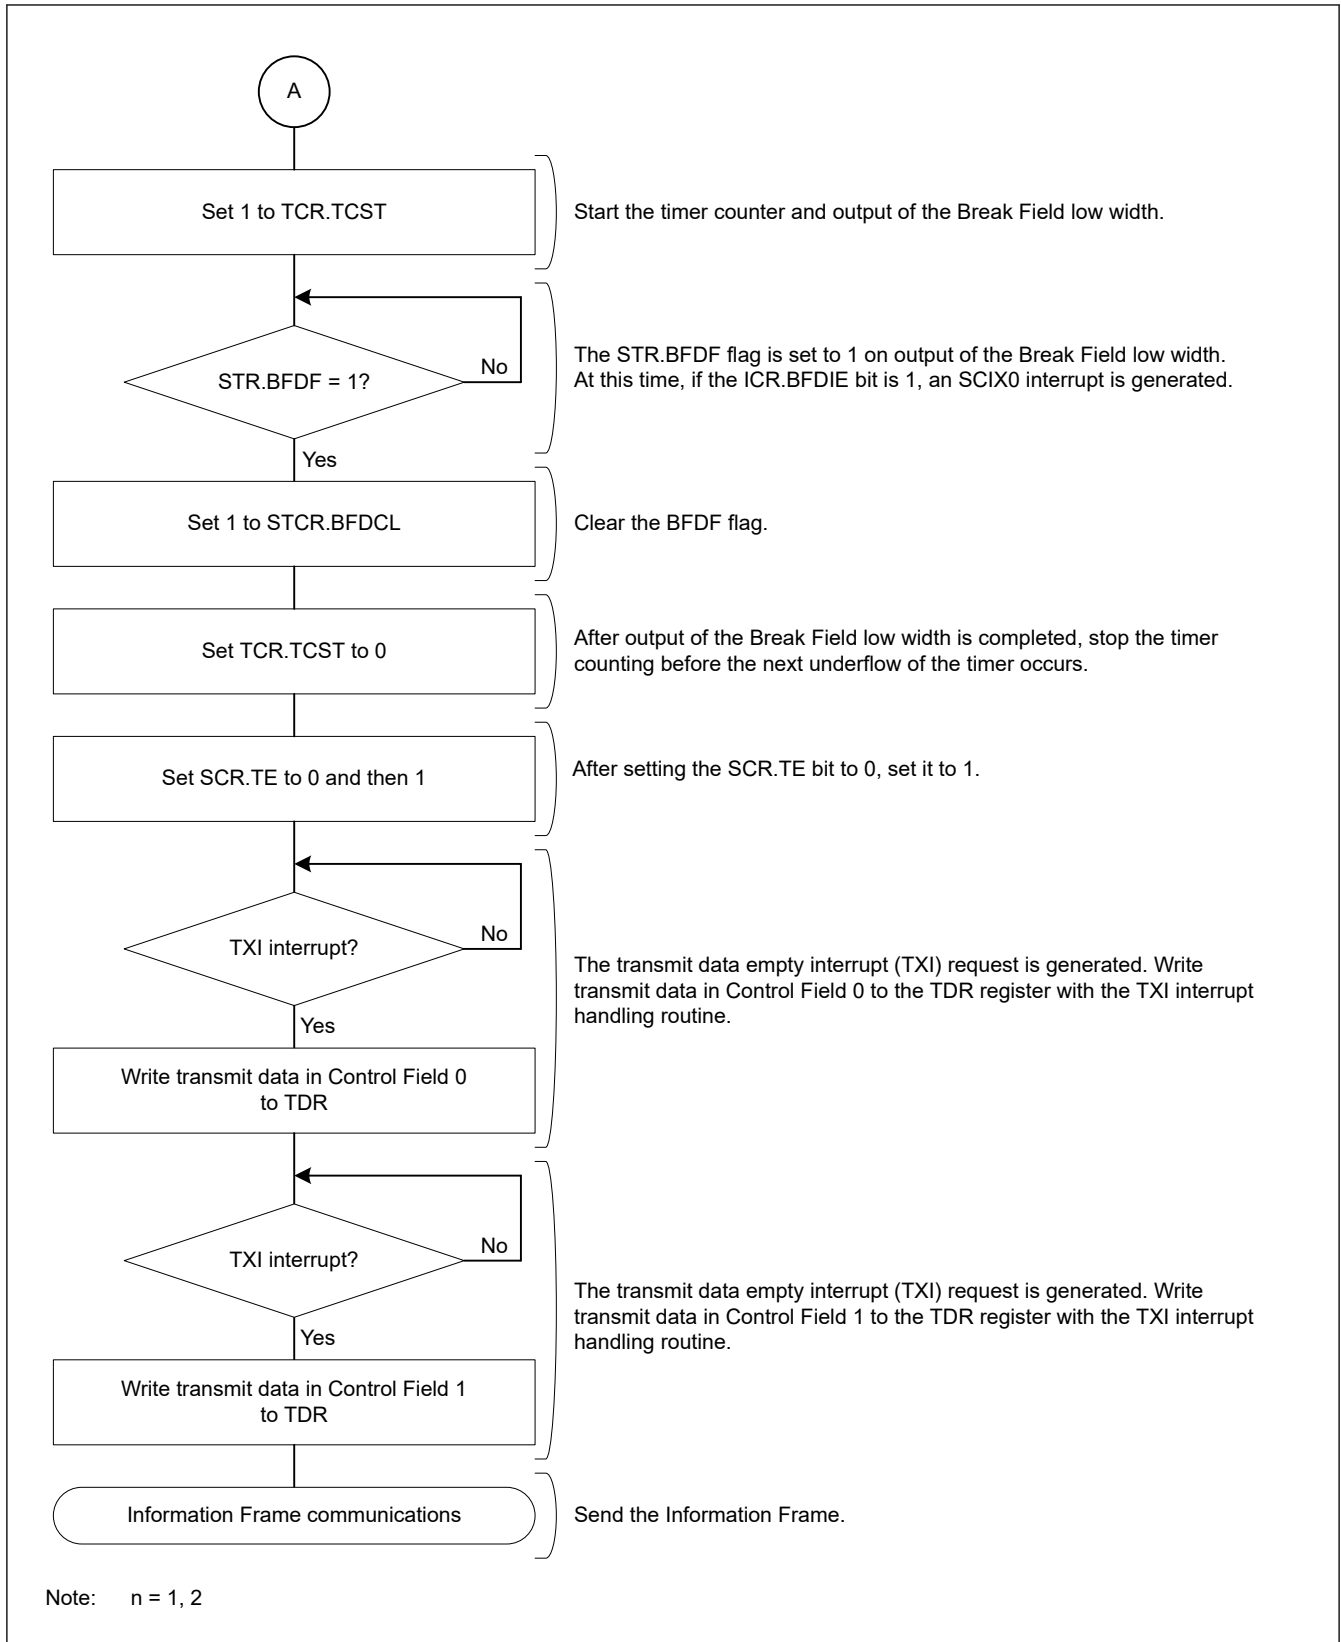 A
Set 1 to TCR.TCST
Start the timer counter and output of the Break Field low width.
STR.BFDF = 1?
No
The STR.BFDF flag is set to 1 on output of the Break Field low width.
At this time, if the ICR.BFDIE bit is 1, an SCIX0 interrupt is generated.
Yes
Set 1 to STCR.BFDCL
Clear the BFDF flag.
Set TCR.TCST to 0
After output of the Break Field low width is completed, stop the timer
counting before the next underflow of the timer occurs.
Set SCR.TE to 0 and then 1
After setting the SCR.TE bit to 0, set it to 1.
TXI interrupt?
No
The transmit data empty interrupt (TXI) request is generated. Write
transmit data in Control Field 0 to the TDR register with the TXI interrupt
handling routine.
Yes
Write transmit data in Control Field 0
to TDR
TXI interrupt?
No
The transmit data empty interrupt (TXI) request is generated. Write
transmit data in Control Field 1 to the TDR register with the TXI interrupt
handling routine.
Yes
Write transmit data in Control Field 1
to TDR
Information Frame communications
Send the Information Frame.
Note: n = 1, 2